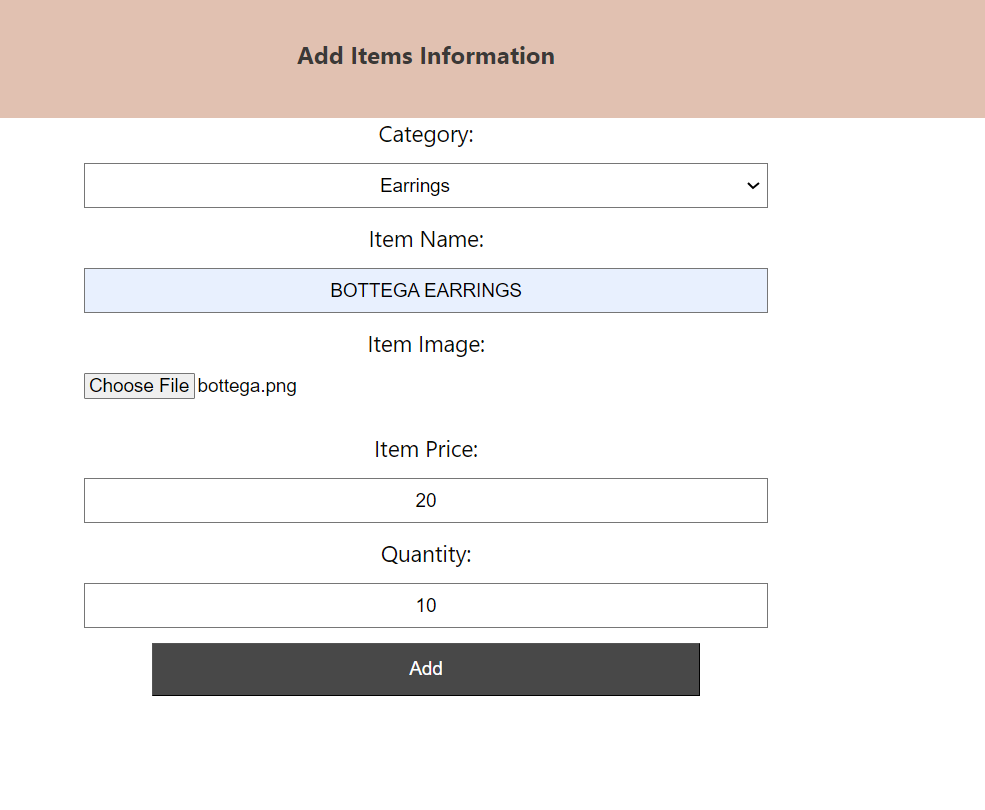 Add Items Information
Category:
Earrings
Item Name:
BOTTEGA EARRINGS
Item Image:
Choose File bottega.png
Item Price:
20
Quantity:
10
Add